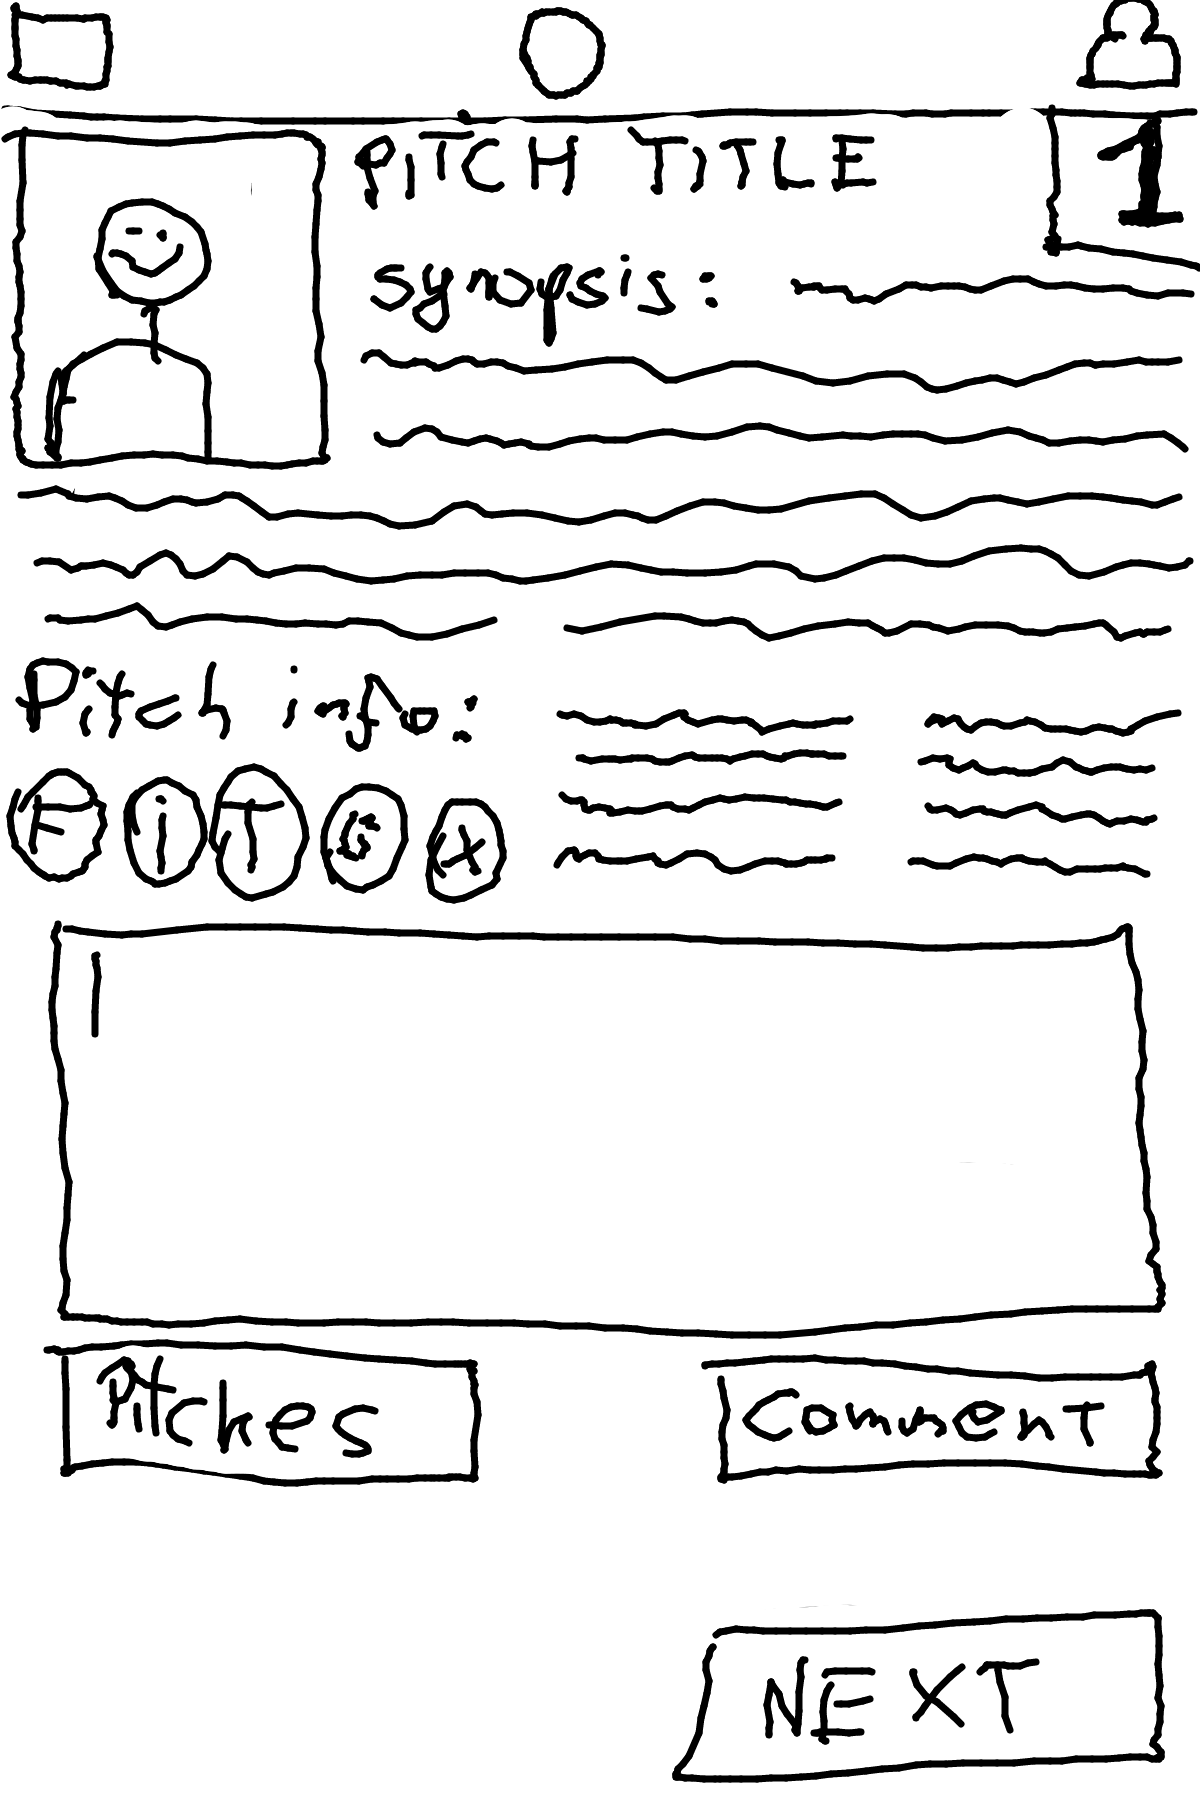 PiTCH TITLE
1
synopsis:
Pitch info:
F i T G X
Pitches
Comment
NEXT